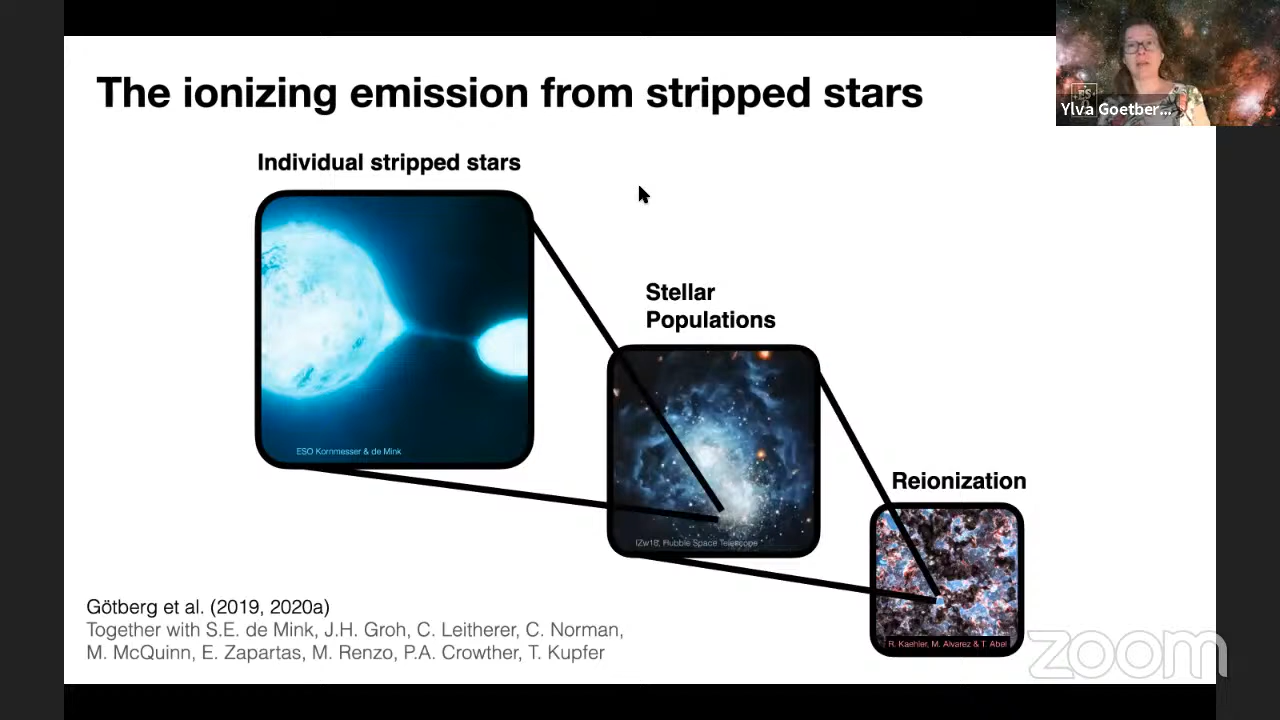 The ionizing emission from stripped stars
Ylva Goetber...
Individual stripped stars
ESO Kornmesser & de Mink
Stellar
Populations
IZw18, Hubble Space Telescope
Reionization
R. Kaehler, M. Alvarez & T. Abel
Götberg et al. (2019, 2020a)
Together with S.E. de Mink, J.H. Groh, C. Leitherer, C. Norman,
M. McQuinn, E. Zapartas, M. Renzo, P.A. Crowther, T. Kupfer
zoom